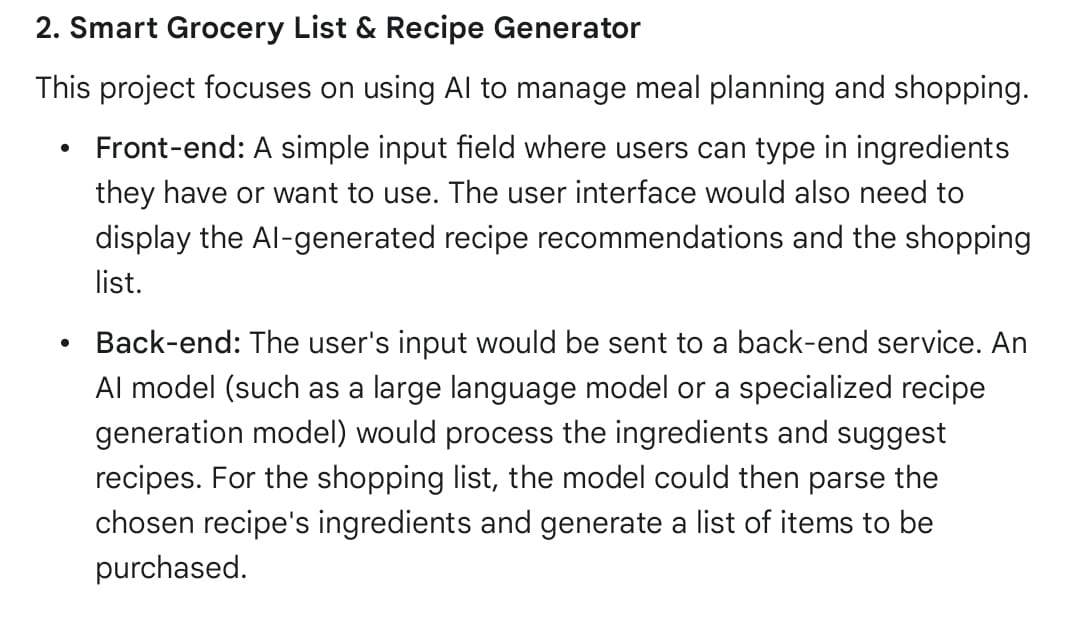 2. Smart Grocery List & Recipe Generator
This project focuses on using AI to manage meal planning and shopping.
• Front-end: A simple input field where users can type in ingredients
they have or want to use. The user interface would also need to
display the AI-generated recipe recommendations and the shopping
list.
• Back-end: The user's input would be sent to a back-end service. An
AI model (such as a large language model or a specialized recipe
generation model) would process the ingredients and suggest
recipes. For the shopping list, the model could then parse the
chosen recipe's ingredients and generate a list of items to be
purchased.